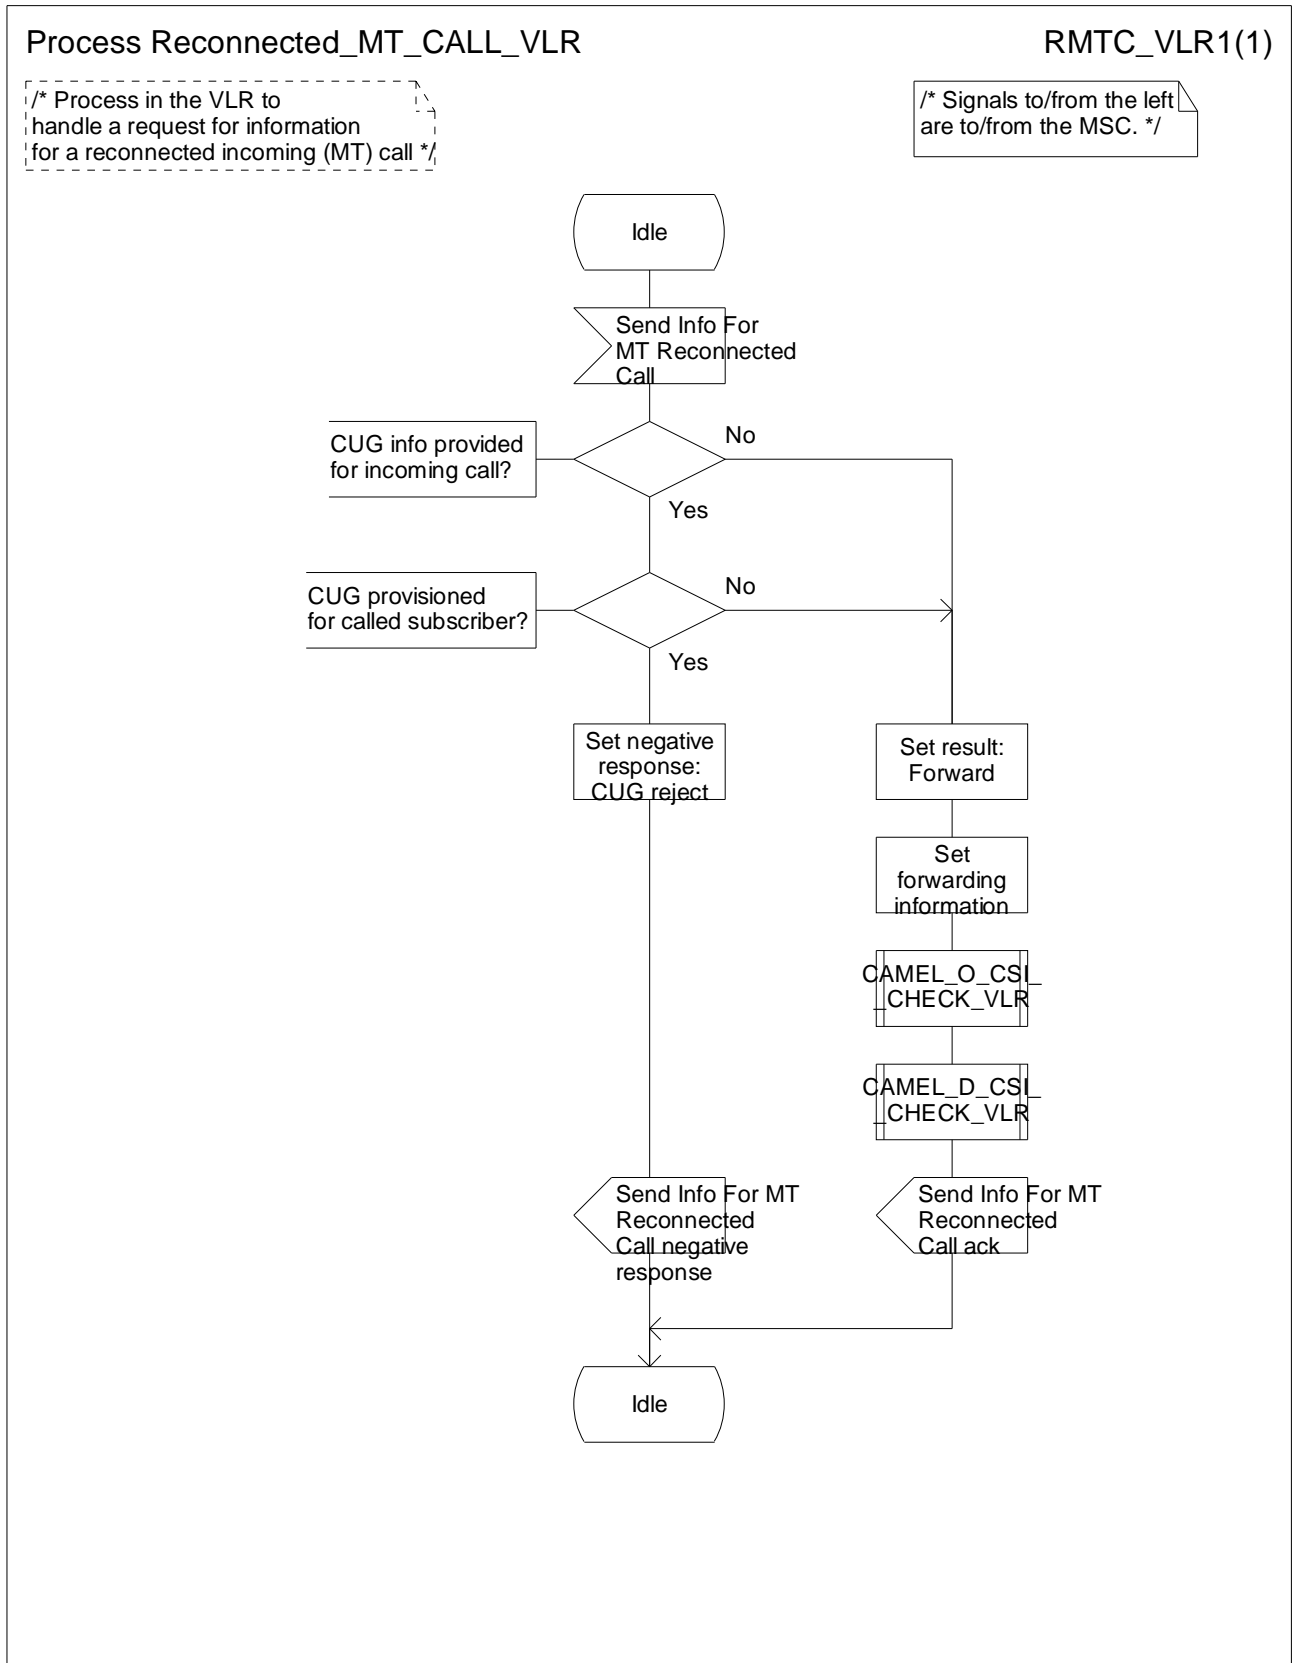 Process Reconnected_MT_CALL_VLR
RMTC_VLR1(1)
/* Process in the VLR to
handle a request for information
for a reconnected incoming (MT) call */
/* Signals to/from the left
are to/from the MSC. */
Idle
Send Info For
MT Reconnected
Call
CUG info provided
for incoming call?
No
Yes
CUG provisioned
for called subscriber?
No
Yes
Set negative
response:
CUG reject
Set result:
Forward
Set
forwarding
information
CAMEL_O_CSI_
_CHECK_VLR
CAMEL_D_CSI_
_CHECK_VLR
Send Info For MT
Reconnected
Call negative
response
Send Info For MT
Reconnected
Call ack
Idle